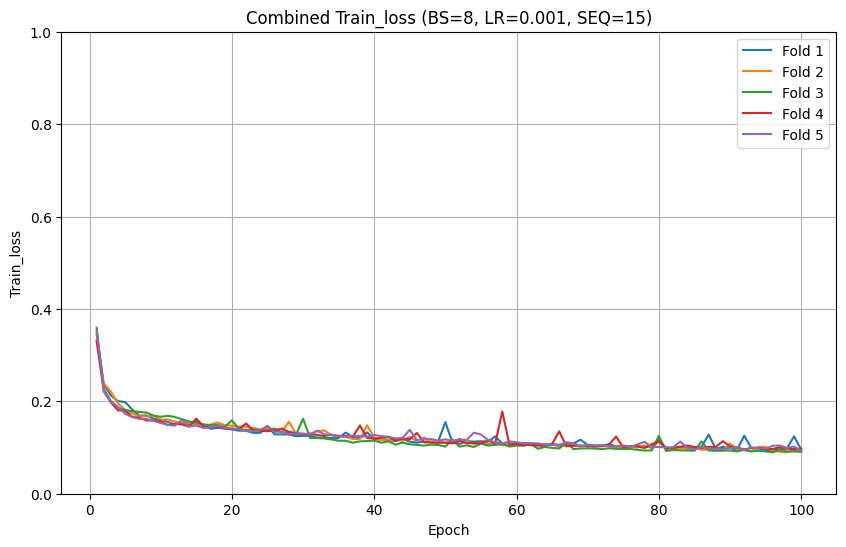 Combined Train_loss (BS=8, LR=0.001, SEQ=15)
1.0
0.8
0.6
0.4
0.2
0.0
Train_loss
0 20 40 60 80 100
Epoch
Fold 1
Fold 2
Fold 3
Fold 4
Fold 5